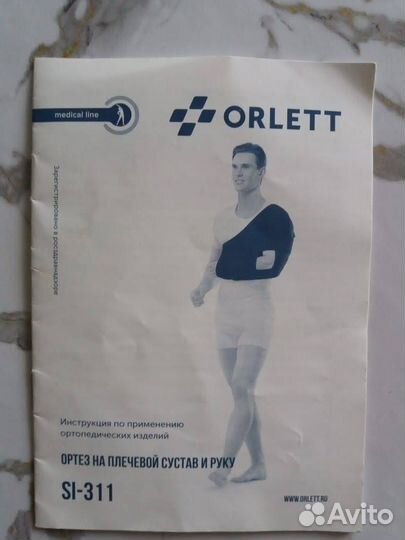 medical line
ORLETT
Зарегистрировано в росздравнадзоре
Инструкция по применению
ортопедических изделий
ОРТЕЗ НА ПЛЕЧЕВОЙ СУСТАВ И РУКУ
SI-311
WWW.ORLETT.RU
Avito